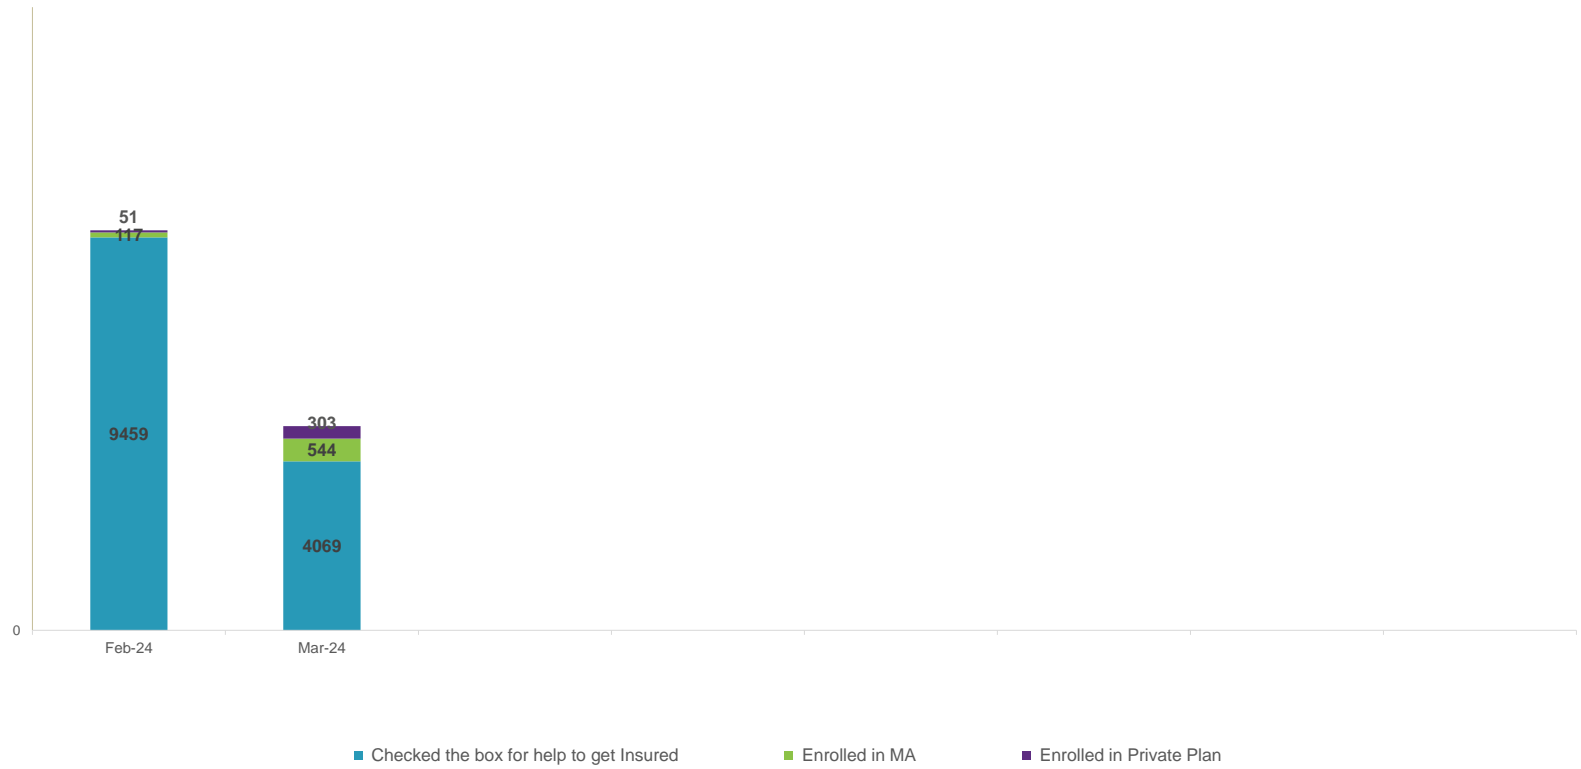 51
117
9459
303
544
4069
0
Feb-24
Mar-24
Checked the box for help to get Insured
Enrolled in MA
Enrolled in Private Plan